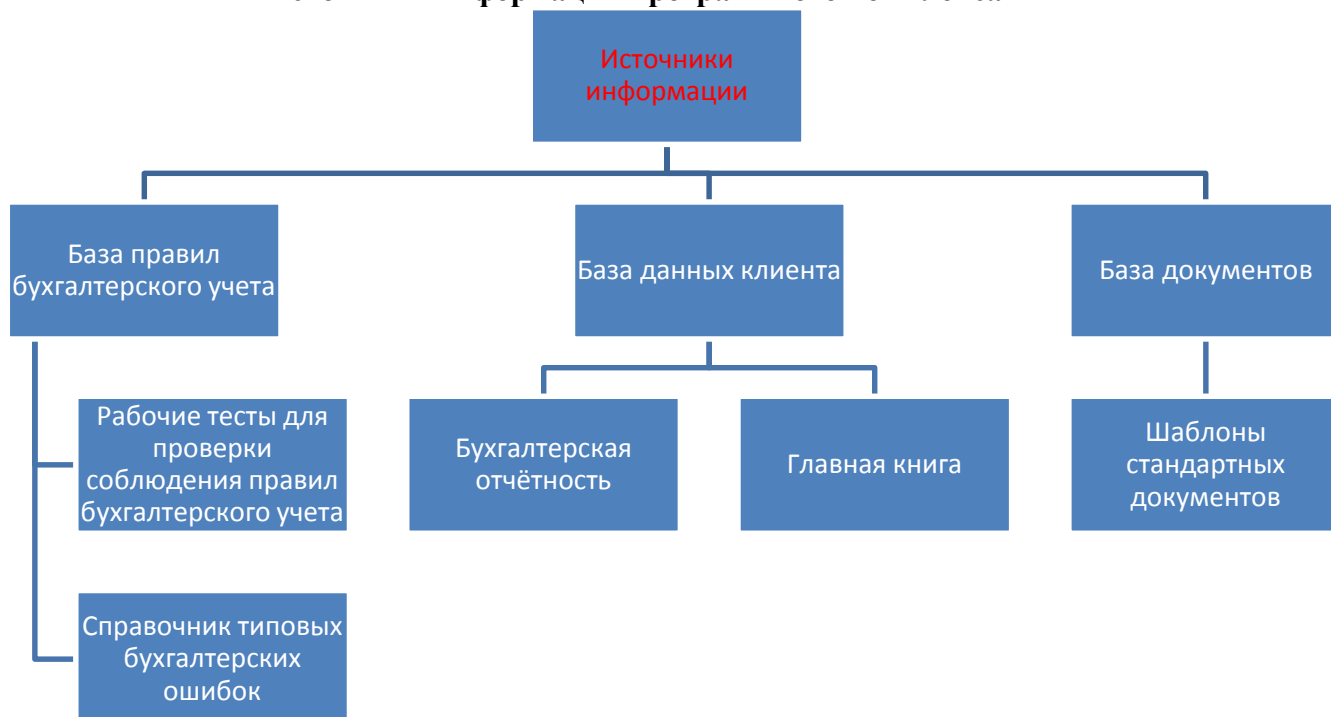 Источники
информации
База правил
бухгалтерского учета
База данных клиента
База документов
Рабочие тесты для
проверки
соблюдения правил
бухгалтерского учета
Бухгалтерская
отчётность
Главная книга
Шаблоны
стандартных
документов
Справочник типовых
бухгалтерских
ошибок